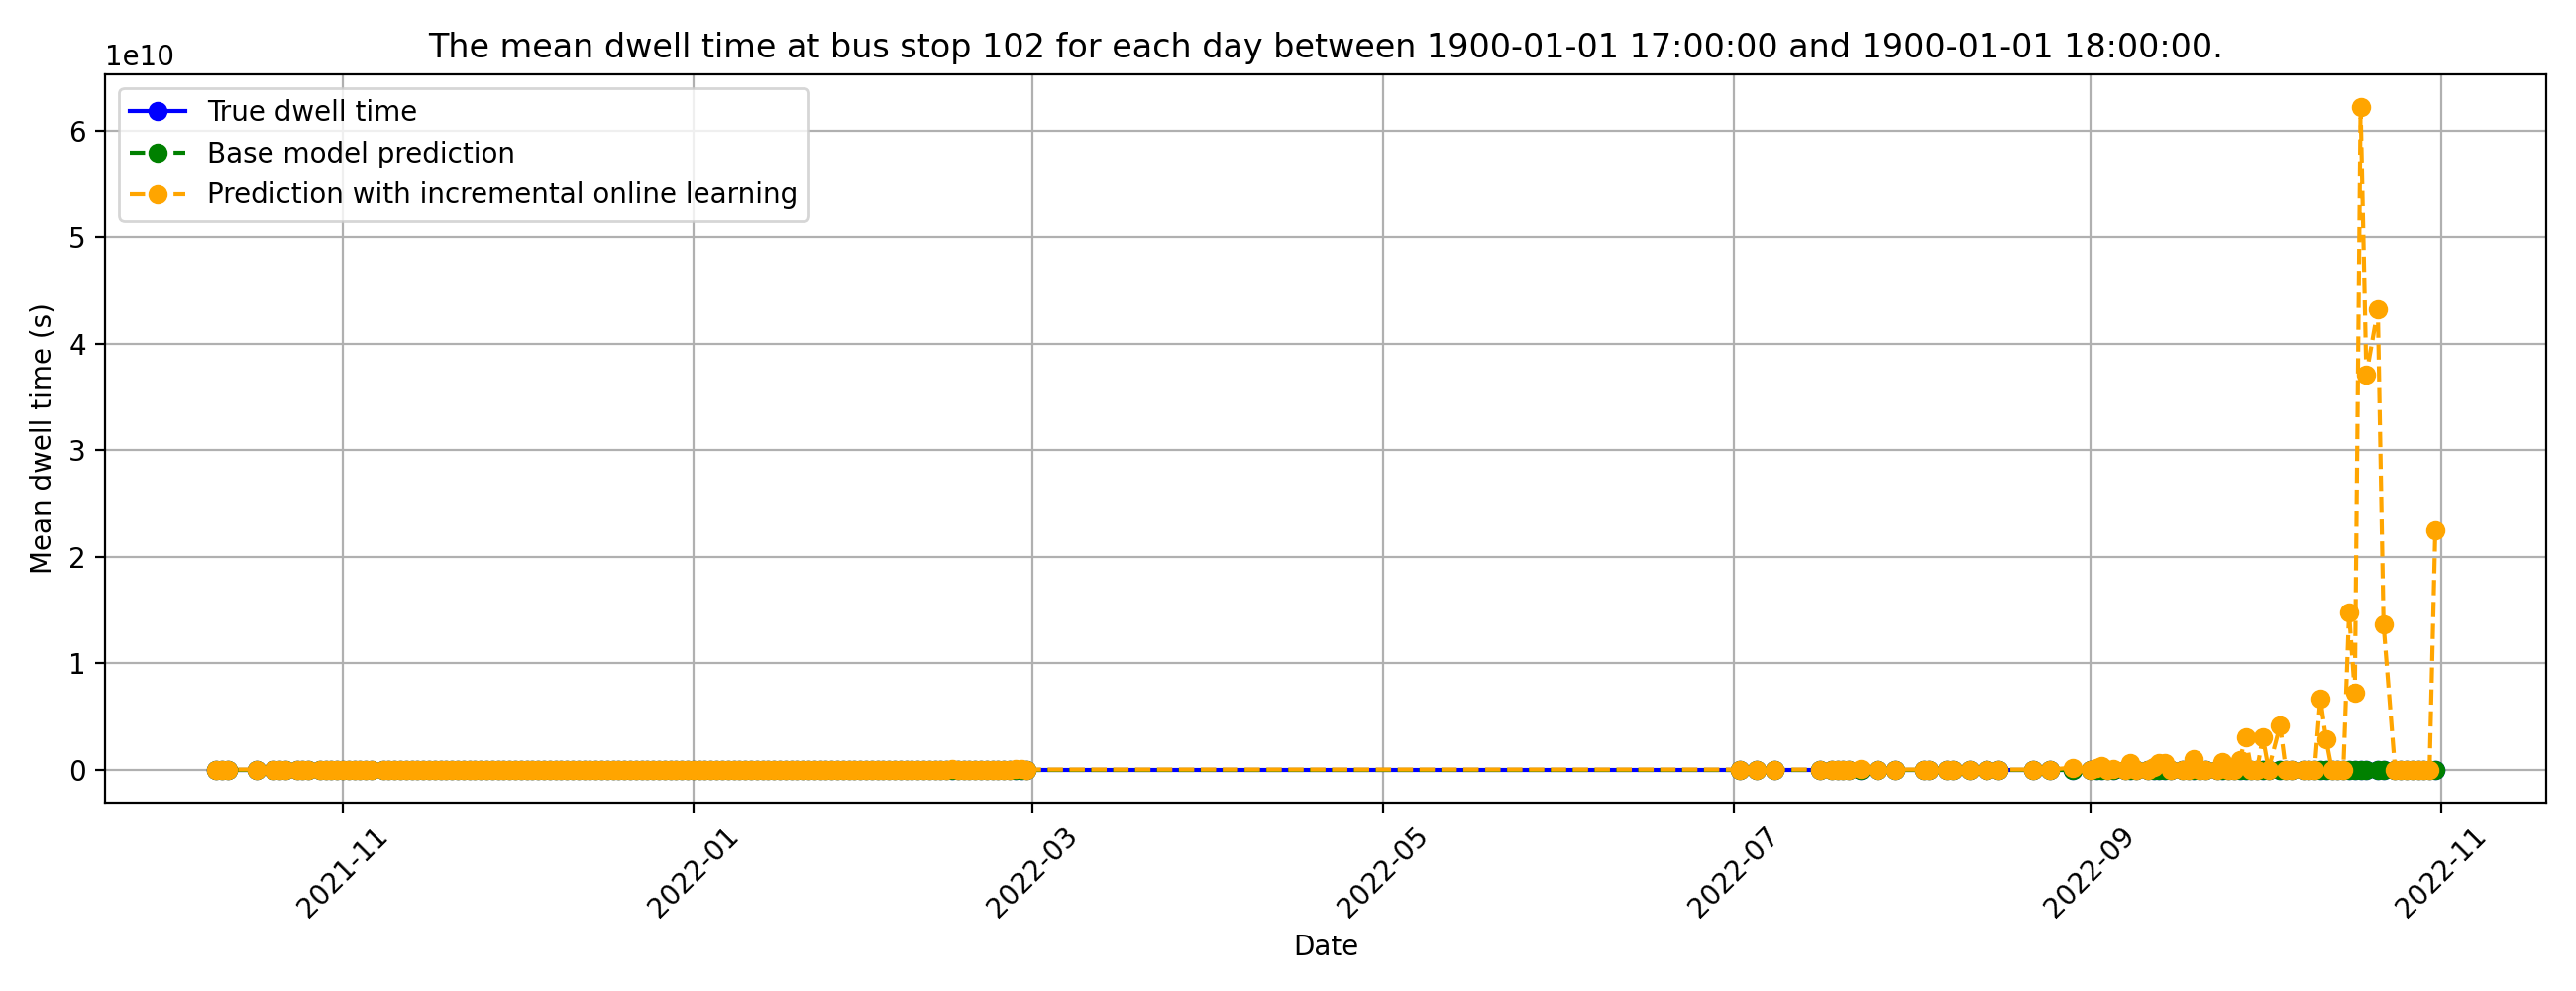 The mean dwell time at bus stop 102 for each day between 1900-01-01 17:00:00 and 1900-01-01 18:00:00.
1e10
True dwell time
Base model prediction
Prediction with incremental online learning
Mean dwell time (s)
6
5
4
3
2
1
0
2021-11
2022-01
2022-03
2022-05
2022-07
2022-09
2022-11
Date